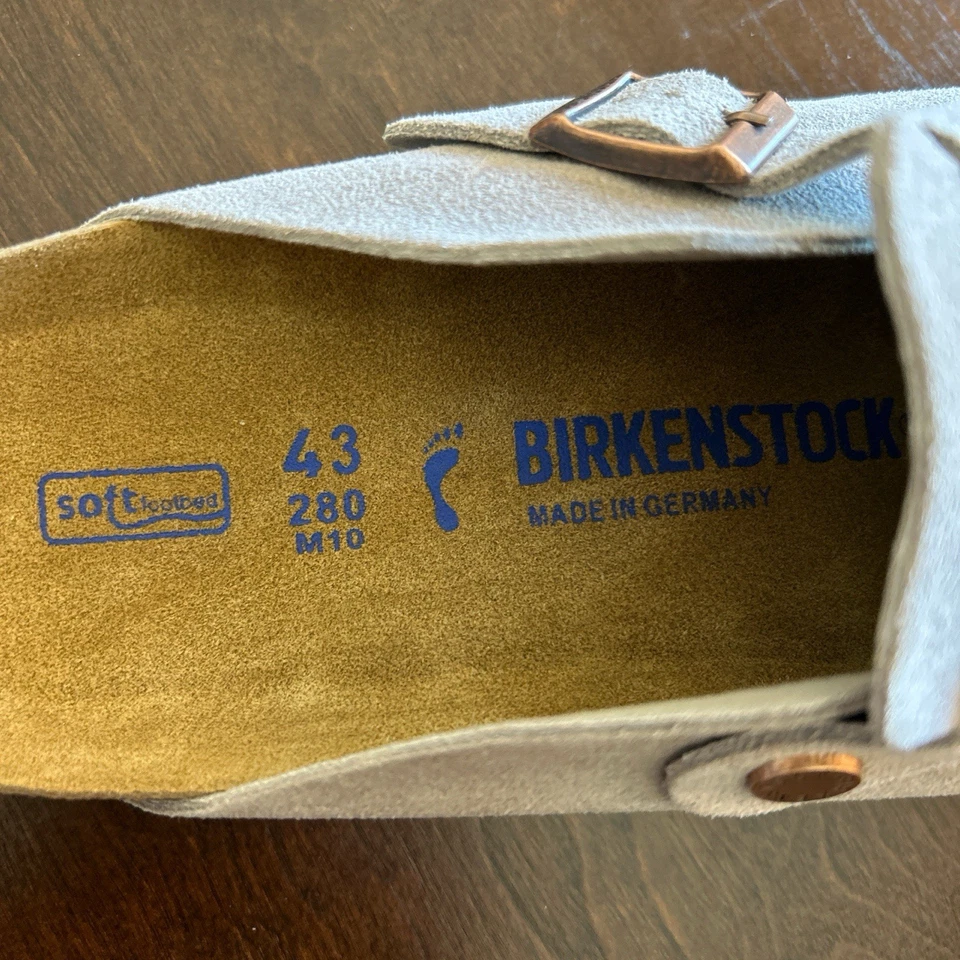 soft footbed
43
280
M10
BIRKENSTOCK
MADE IN GERMANY